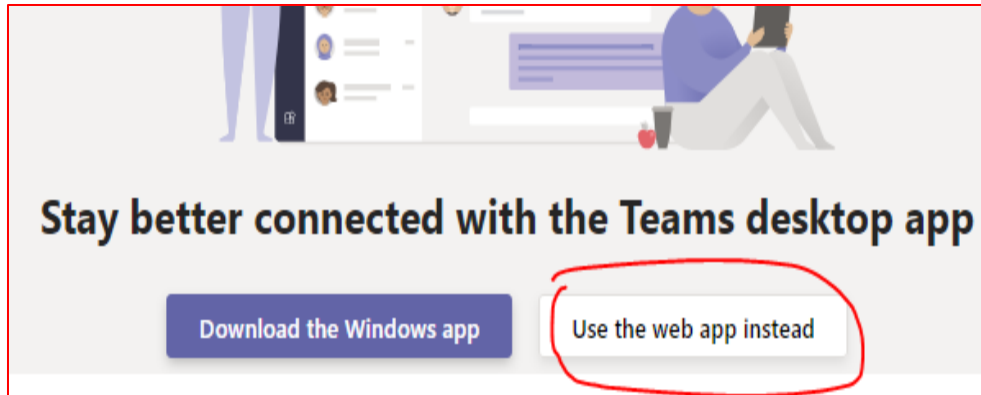 Stay better connected with the Teams desktop app
Download the Windows app
Use the web app instead